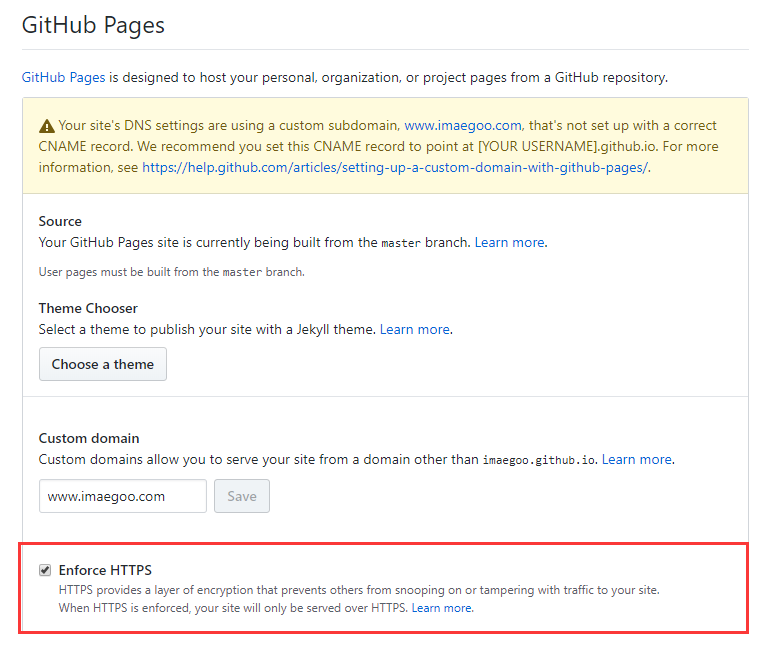 GitHub Pages
GitHub Pages is designed to host your personal, organization, or project pages from a GitHub repository.
Your site's DNS settings are using a custom subdomain, www.imaegoo.com, that's not set up with a correct
CNAME record. We recommend you set this CNAME record to point at [YOUR USERNAME].github.io. For more
information, see https://help.github.com/articles/setting-up-a-custom-domain-with-github-pages/.
Source
Your GitHub Pages site is currently being built from the master branch. Learn more.
User pages must be built from the master branch.
Theme Chooser
Select a theme to publish your site with a Jekyll theme. Learn more.
Choose a theme
Custom domain
Custom domains allow you to serve your site from a domain other than imaegoo.github.io. Learn more.
www.imaegoo.com Save
Enforce HTTPS
HTTPS provides a layer of encryption that prevents others from snooping on or tampering with traffic to your site.
When HTTPS is enforced, your site will only be served over HTTPS. Learn more.